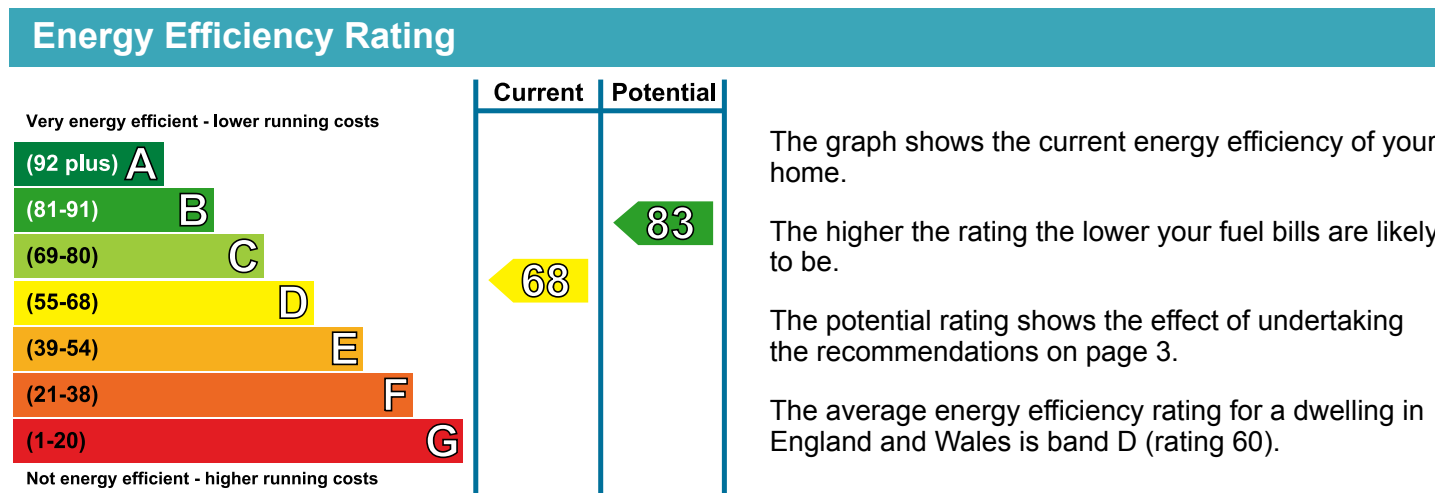 Energy Efficiency Rating
Current Potential
Very energy efficient - lower running costs
(92 plus) A
(81-91) B
83
(69-80) C
68
(55-68) D
(39-54) E
(21-38) F
(1-20) G
Not energy efficient - higher running costs
The graph shows the current energy efficiency of your
home.
The higher the rating the lower your fuel bills are likely
to be.
The potential rating shows the effect of undertaking
the recommendations on page 3.
The average energy efficiency rating for a dwelling in
England and Wales is band D (rating 60).